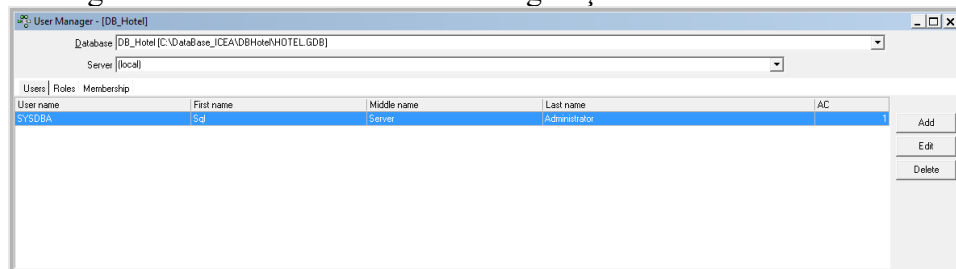 User Manager - [DB_Hotel]
Database DB_Hotel [C:\DataBase_ICEA\DBHotel\HOTEL.GDB]
Server (local)
Users Roles Membership
User name First name Middle name Last name AC
SYSDBA Sql Server Administrator 1
Add
Edit
Delete